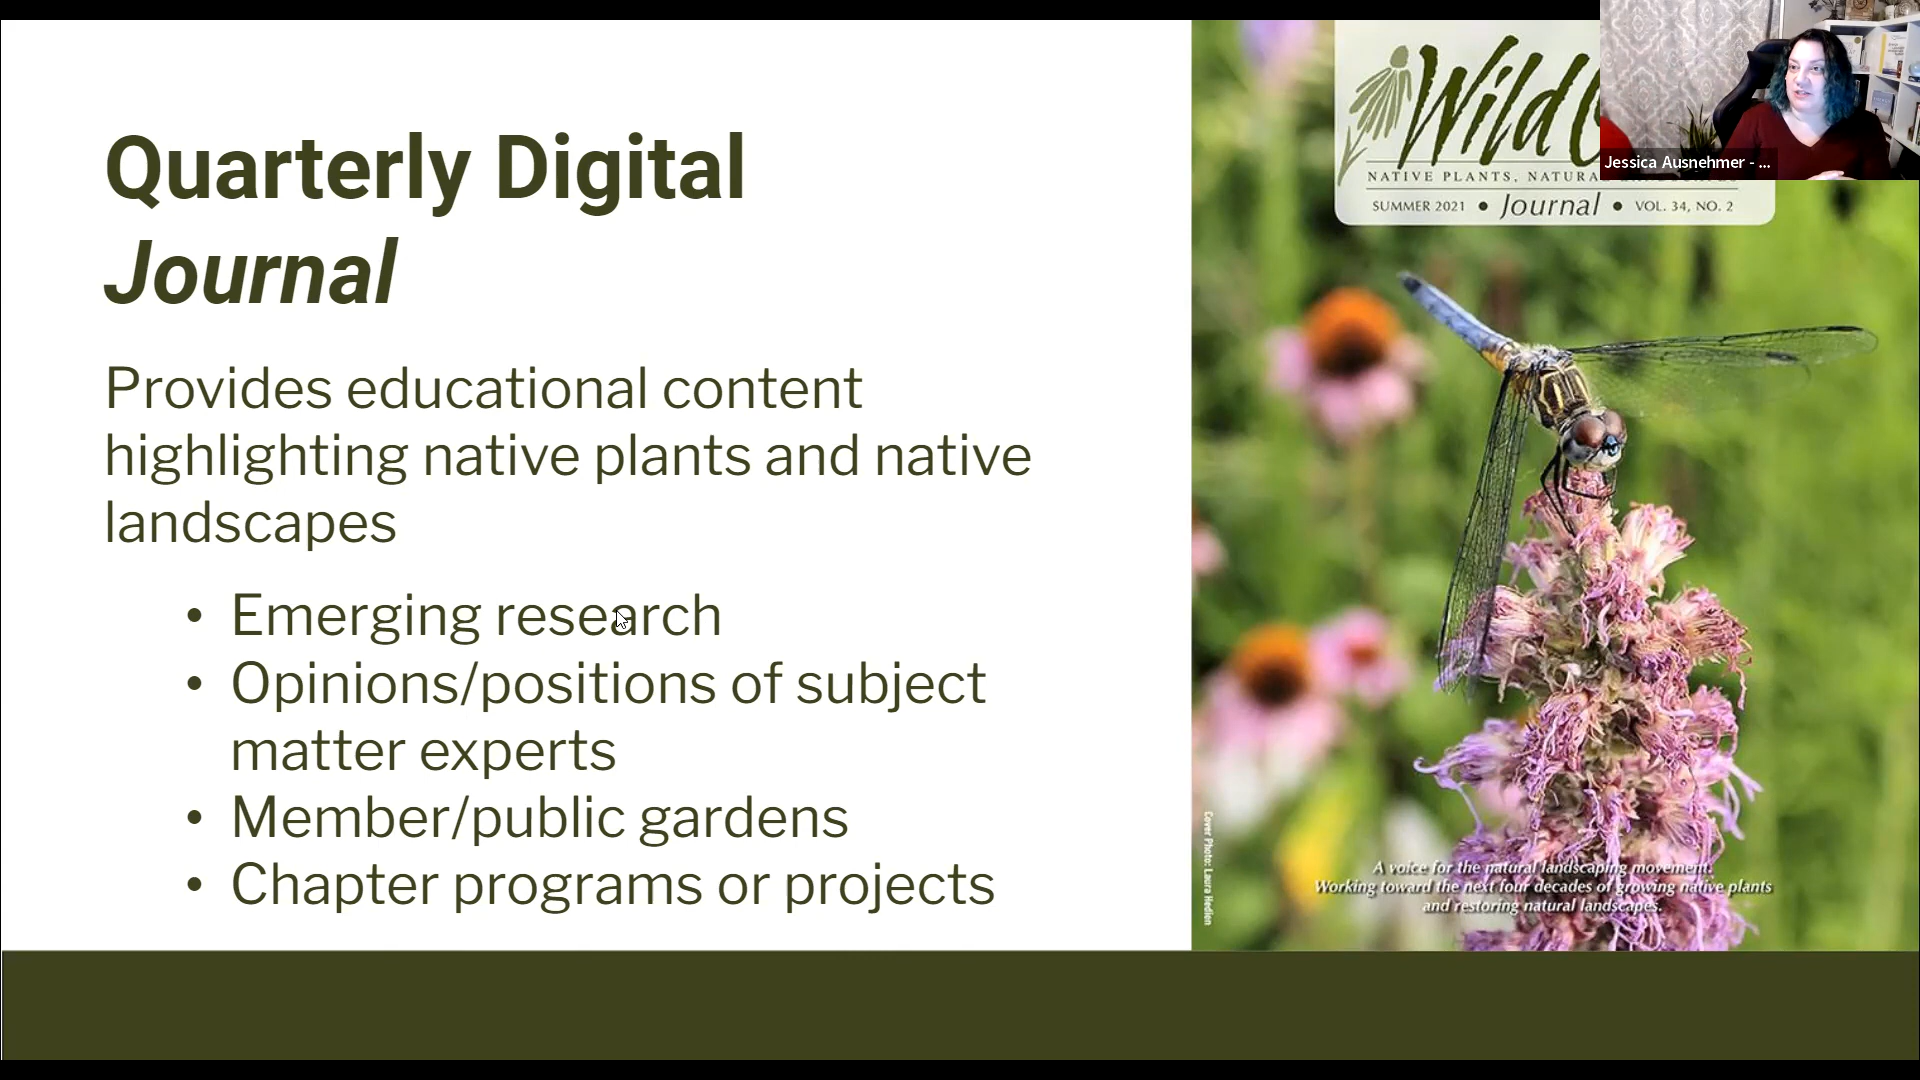 Quarterly Digital
Journal
Provides educational content
highlighting native plants and native
landscapes
• Emerging research
• Opinions/positions of subject
matter experts
• Member/public gardens
• Chapter programs or projects
Wild
NATIVE PLANTS,
SUMMER 2021 • Journal • VOL. 34, NO. 2
Jessica Ausnehmer - ...
Cover Photo: Laura Hedien
A voice for the natural landscaping movement.
Working toward the next four decades of growing native plants
and restoring natural landscapes.